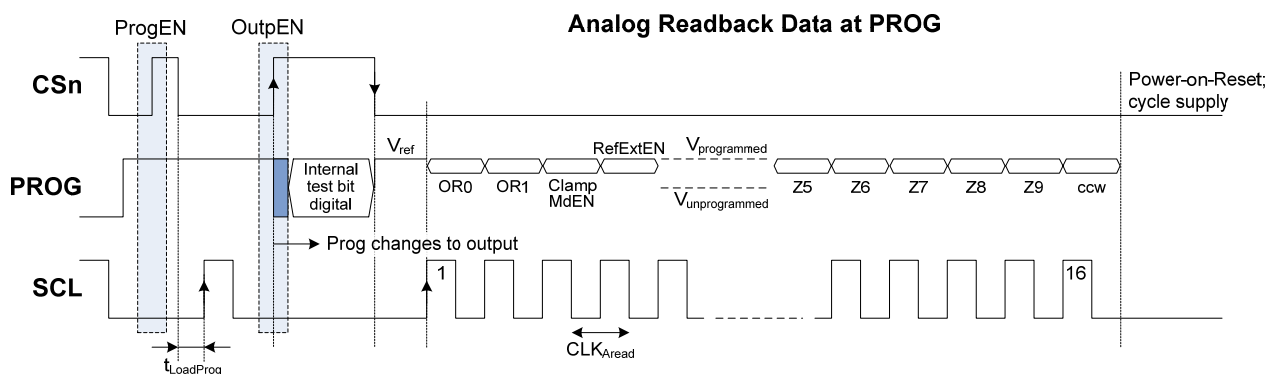 Analog Readback Data at PROG
ProgEN
OutpEN
CSn
Power-on-Reset;
cycle supply
PROG
Internal
test bit
digital
Vref
OR0
OR1
Clamp
MdEN
RefExtEN
Vprogrammed
Vunprogrammed
Z5
Z6
Z7
Z8
Z9
ccw
Prog changes to output
SCL
1
16
CLKAread
tLoadProg